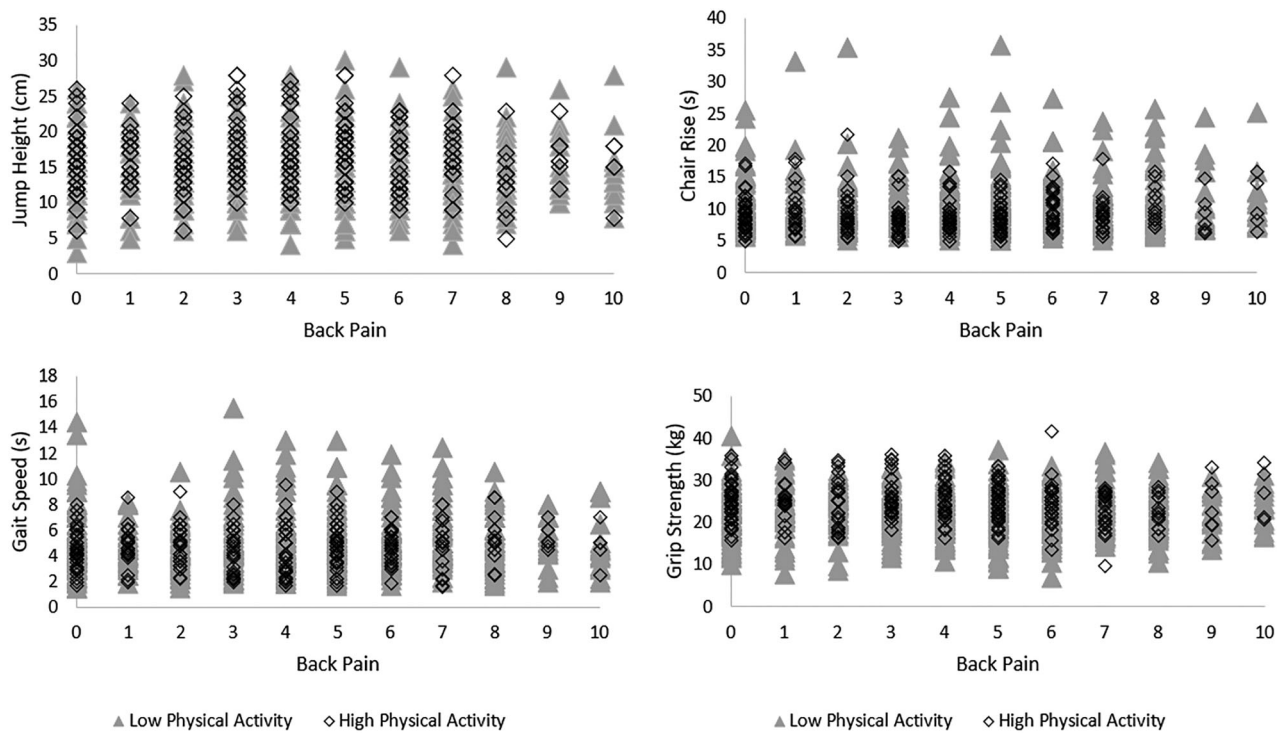 Jump Height (cm)
35
30
25
20
15
10
5
0
0 1 2 3 4 5 6 7 8 9 10
Back Pain
Chair Rise (s)
40
35
30
25
20
15
10
5
0
0 1 2 3 4 5 6 7 8 9 10
Back Pain
Gait Speed (s)
18
16
14
12
10
8
6
4
2
0
0 1 2 3 4 5 6 7 8 9 10
Back Pain
Grip Strength (kg)
50
40
30
20
10
0
0 1 2 3 4 5 6 7 8 9 10
Back Pain
Low Physical Activity High Physical Activity
Low Physical Activity High Physical Activity